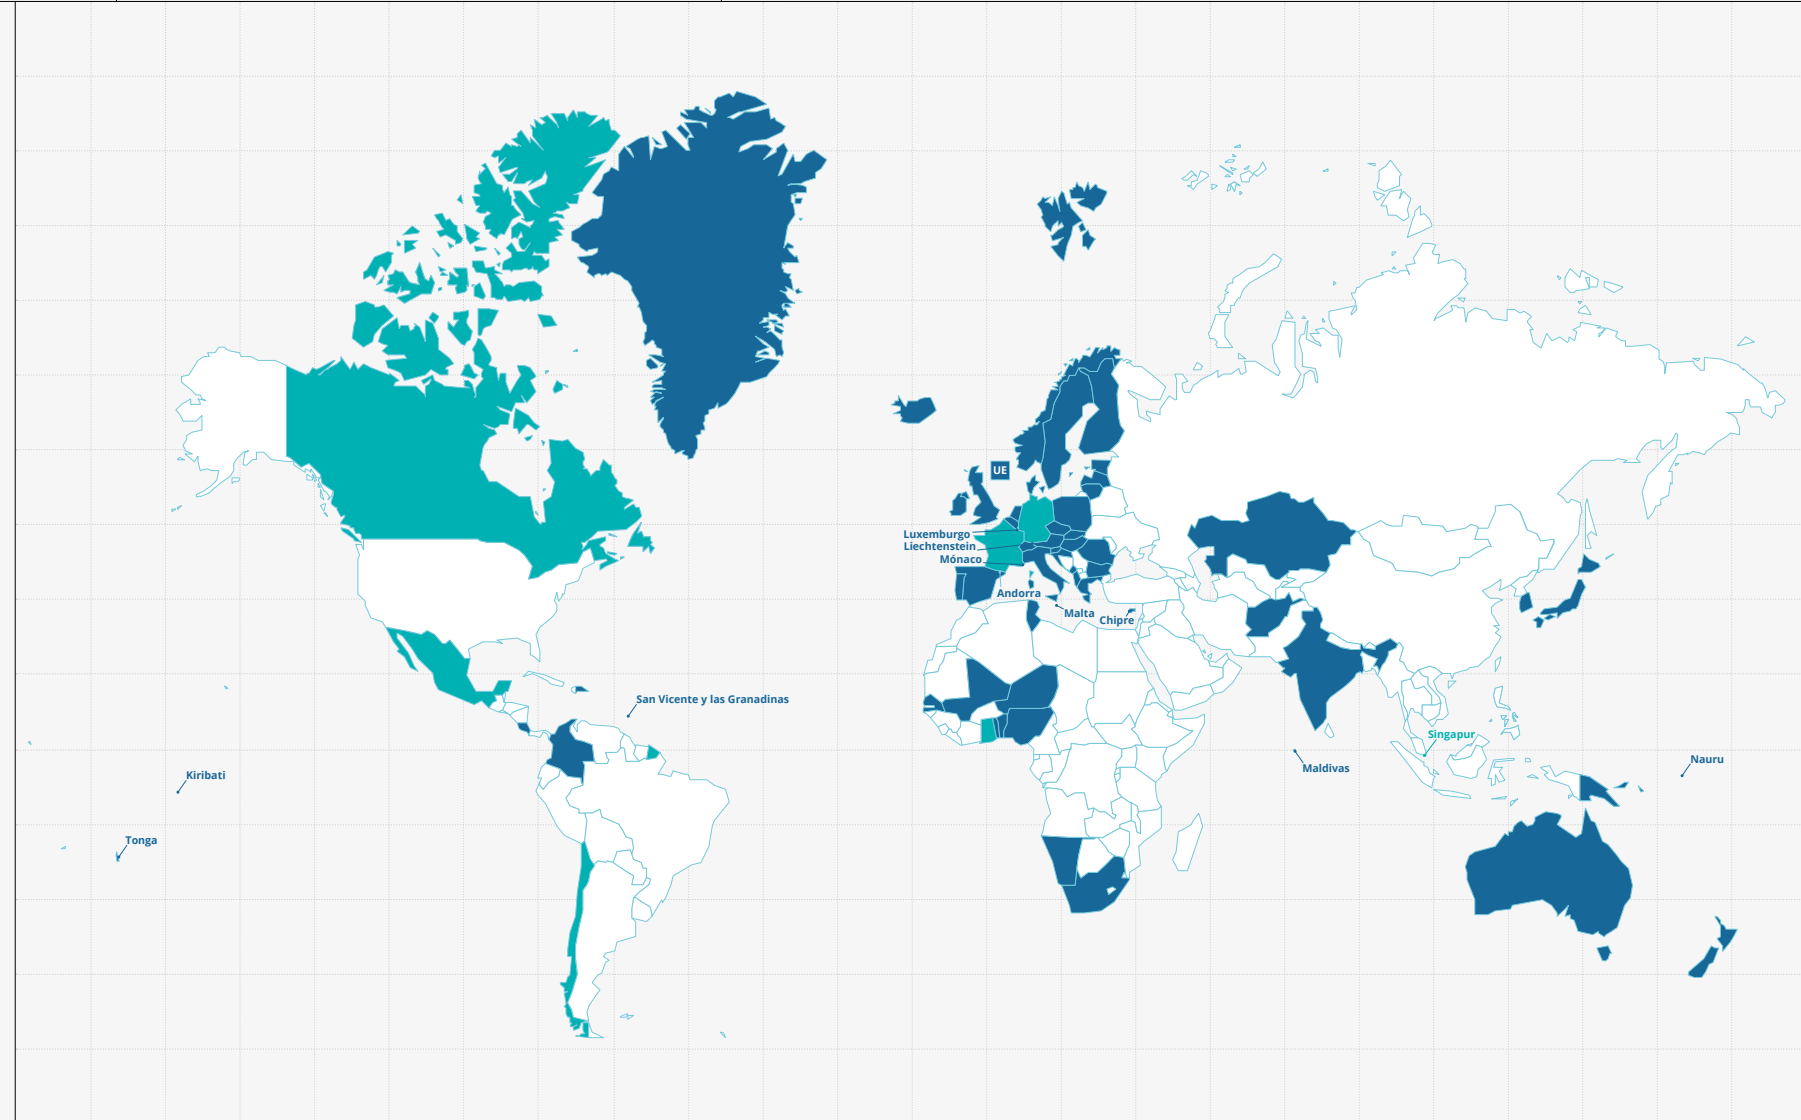 UE
Luxemburgo
Liechtenstein
Mónaco
Andorra
Malta
Chipre
San Vicente y las Granadinas
Singapur
Maldivas
Nauru
Kiribati
Tonga